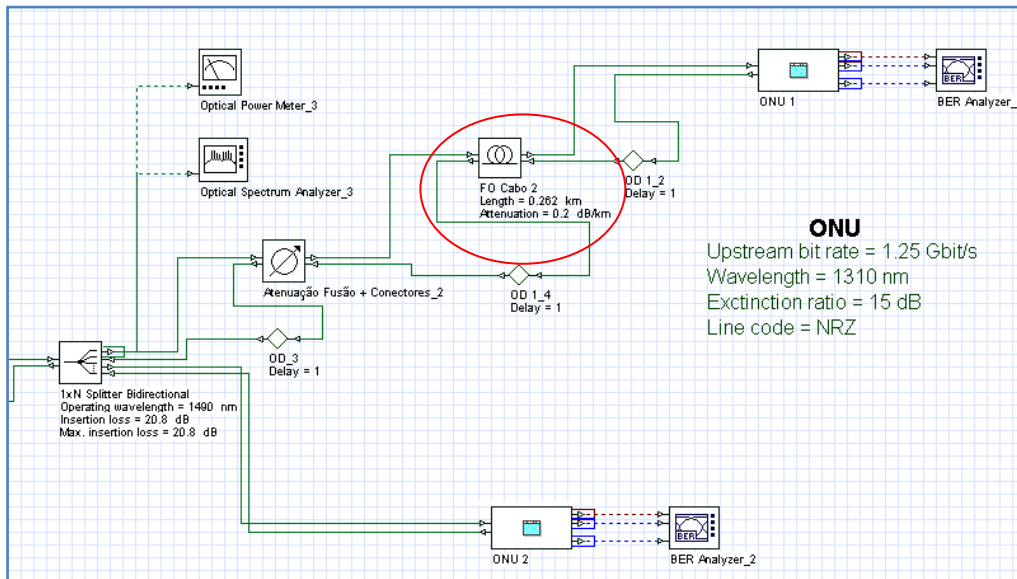 Optical Power Meter_3
Optical Spectrum Analyzer_3
ONU 1
BER
BER Analyzer_
FO Cabo 2
Length = 0.262 km
Attenuation = 0.2 dB/km
OD 1_2
Delay = 1
ONU
Upstream bit rate = 1.25 Gbit/s
Wavelength = 1310 nm
Exctinction ratio = 15 dB
Line code = NRZ
Atenuação Fusão + Conectores_2
OD 1_4
Delay = 1
OD_3
Delay = 1
1xN Splitter Bidirectional
Operating wavelength = 1490 nm
Insertion loss = 20.8 dB
Max. insertion loss = 20.8 dB
ONU 2
BER
BER Analyzer_2